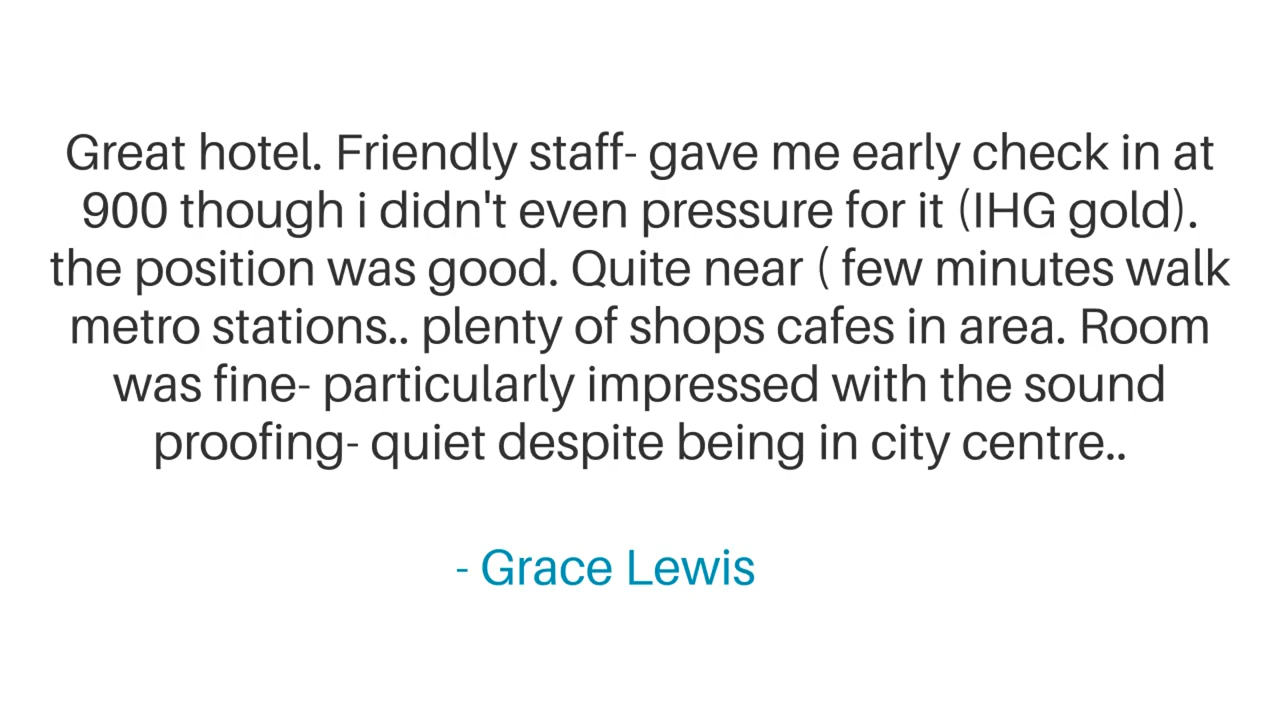 Great hotel. Friendly staff- gave me early check in at
900 though i didn't even pressure for it (IHG gold).
the position was good. Quite near ( few minutes walk
metro stations.. plenty of shops cafes in area. Room
was fine- particularly impressed with the sound
proofing- quiet despite being in city centre..
- Grace Lewis